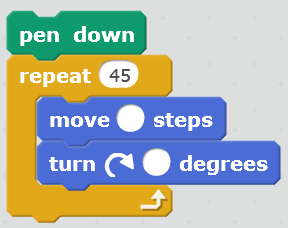 pen down
repeat 45
move steps
turn degrees